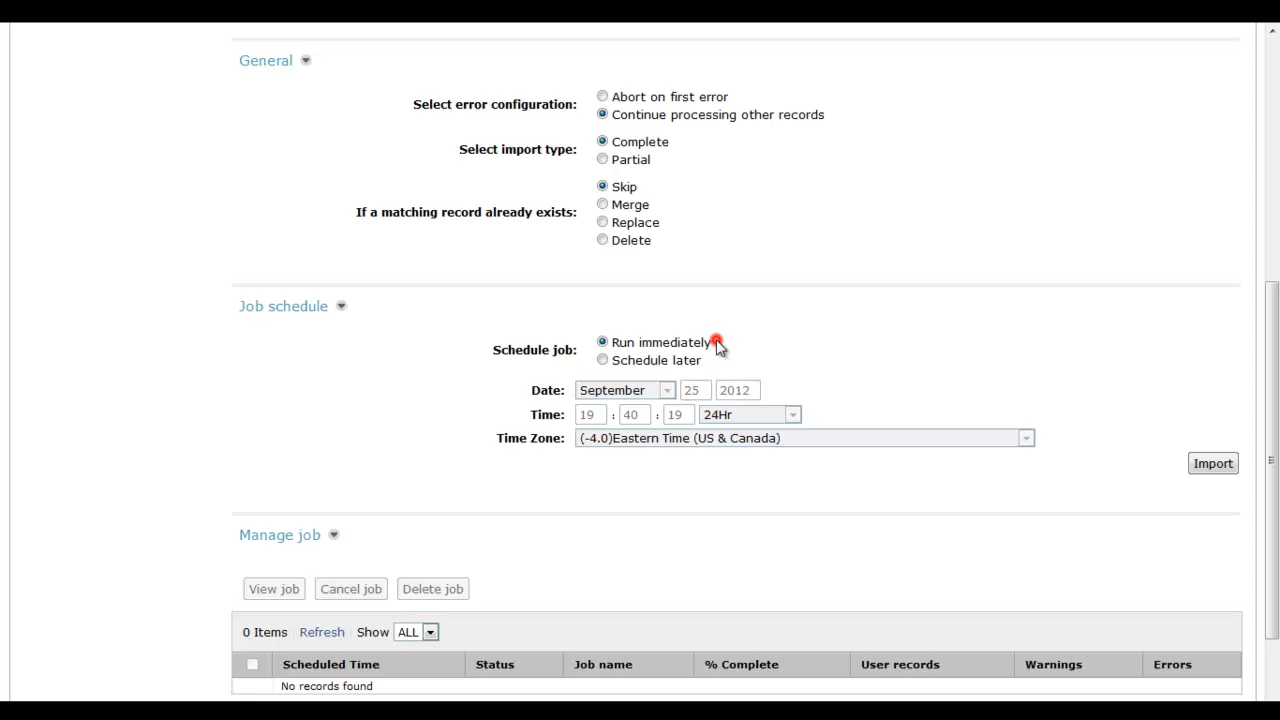 General
Select error configuration:
Abort on first error
Continue processing other records
Select import type:
Complete
Partial
If a matching record already exists:
Skip
Merge
Replace
Delete
Job schedule
Schedule job:
Run immediately
Schedule later
Date: September 25 2012
Time: 19 : 40 : 19 24Hr
Time Zone: (-4.0)Eastern Time (US & Canada)
Import
Manage job
View job Cancel job Delete job
0 Items Refresh Show ALL
Scheduled Time Status Job name % Complete User records Warnings Errors
No records found